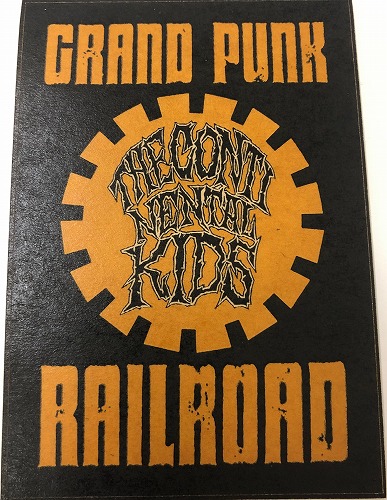 GRAND PUNK
THE CONTI
NENTAL
KIDS
RAILROAD